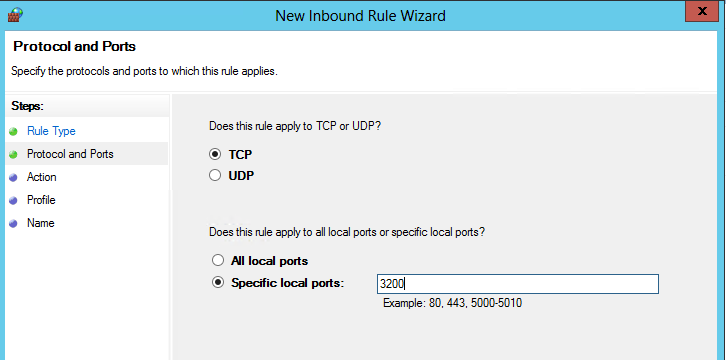 New Inbound Rule Wizard
X
Protocol and Ports
Specify the protocols and ports to which this rule applies.
Steps:
Rule Type
Protocol and Ports
Action
Profile
Name
Does this rule apply to TCP or UDP?
TCP
UDP
Does this rule apply to all local ports or specific local ports?
All local ports
Specific local ports: 3200
Example: 80, 443, 5000-5010